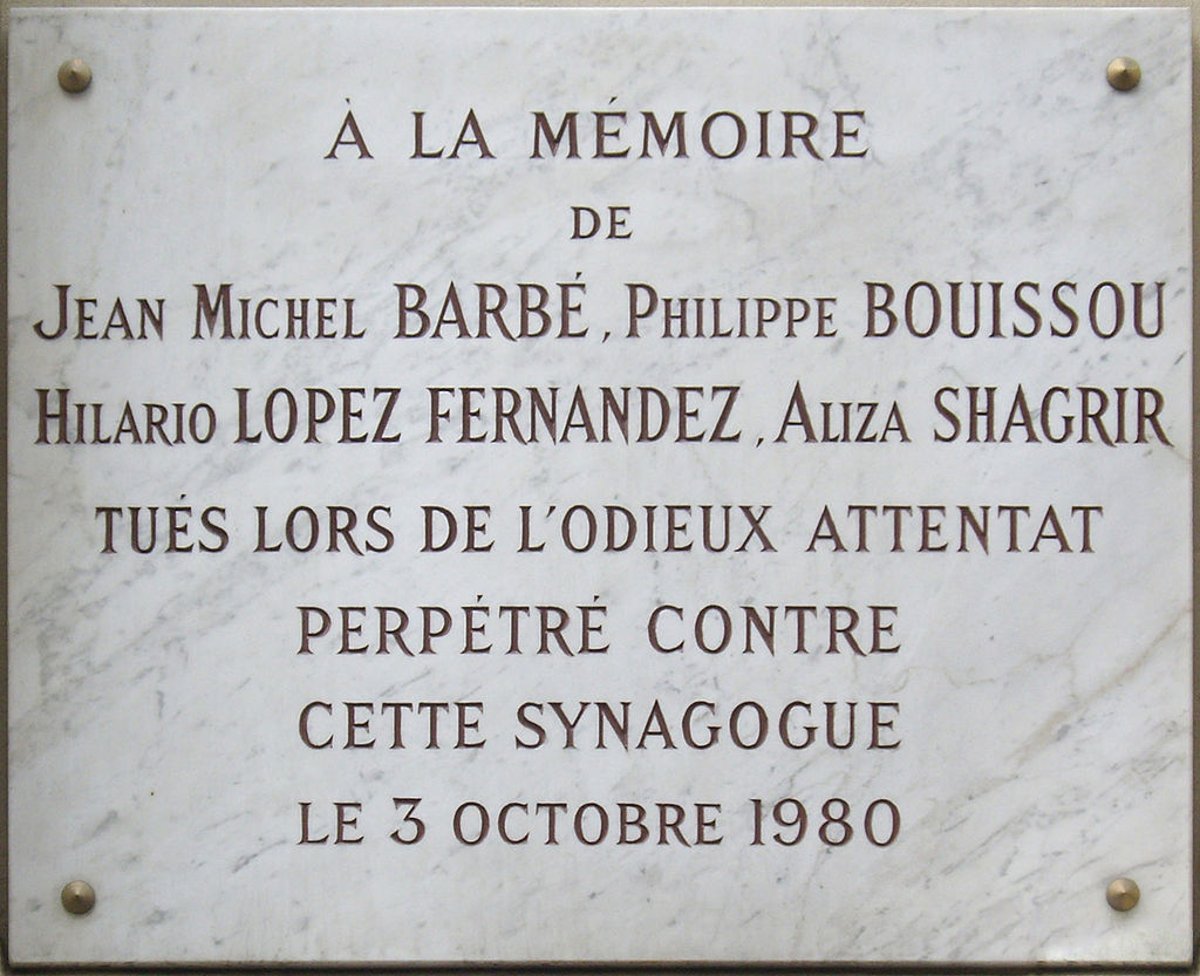 À LA MÉMOIRE
DE
JEAN MICHEL BARBÉ, PHILIPPE BOUISSOU
HILARIO LOPEZ FERNANDEZ, ALIZA SHAGRIR
TUÉS LORS DE L'ODIEUX ATTENTAT
PERPÉTRÉ CONTRE
CETTE SYNAGOGUE
LE 3 OCTOBRE 1980